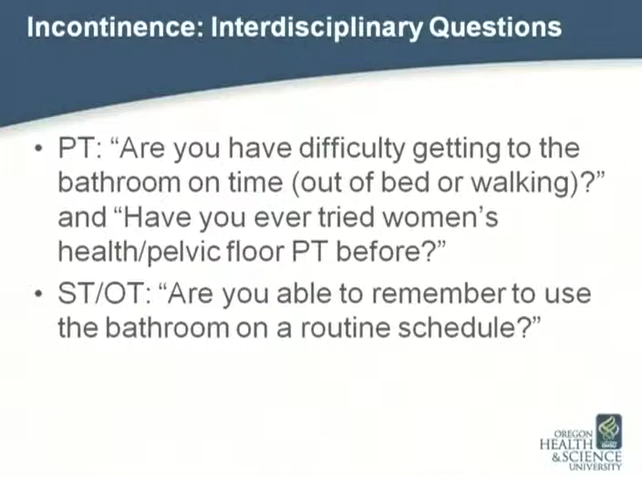 Incontinence: Interdisciplinary Questions
• PT: “Are you have difficulty getting to the
bathroom on time (out of bed or walking)?”
and “Have you ever tried women’s
health/pelvic floor PT before?”
• ST/OT: “Are you able to remember to use
the bathroom on a routine schedule?”
OREGON
HEALTH
&SCIENCE
UNIVERSITY